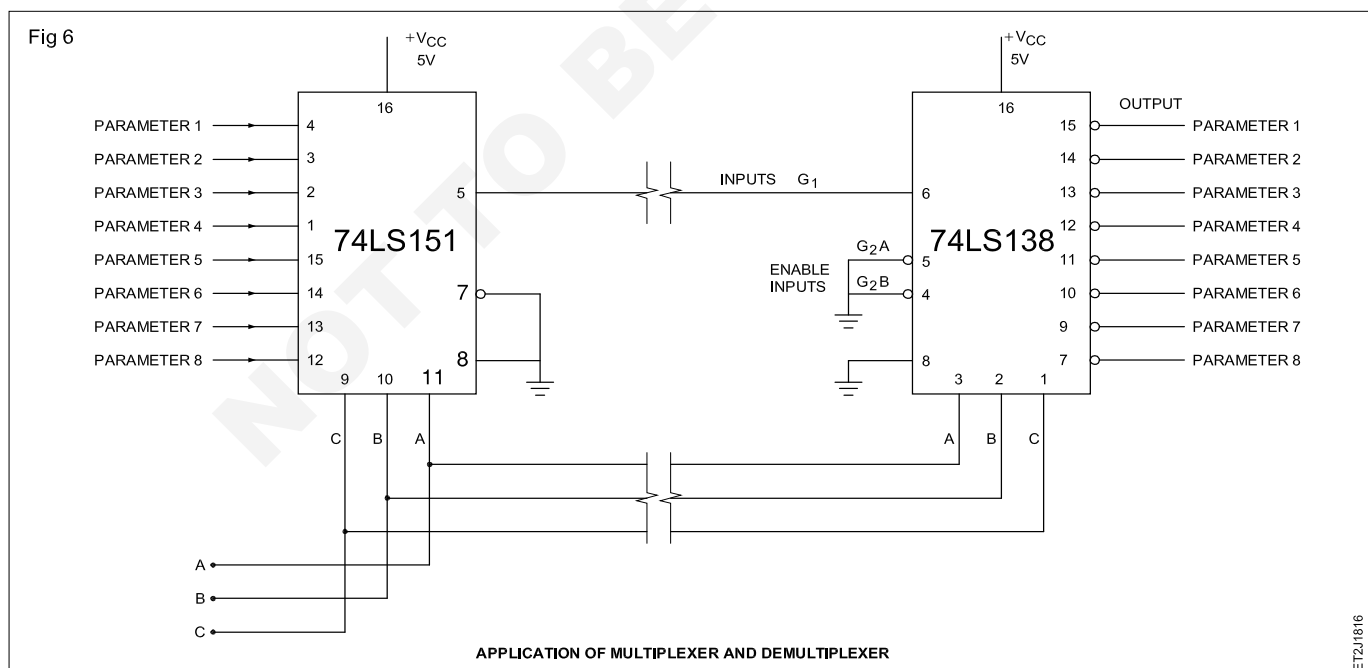 Fig 6
+VCC
5V
16
PARAMETER 1
PARAMETER 2
PARAMETER 3
PARAMETER 4
PARAMETER 5
PARAMETER 6
PARAMETER 7
PARAMETER 8
4
3
2
1
15
14
13
12
74LS151
5
7
8
9 10 11
C B A
INPUTS G1
ENABLE
INPUTS
G2A
G2B
+VCC
5V
16
6
5
4
8
74LS138
3 2 1
A B C
15
14
13
12
11
10
9
7
OUTPUT
PARAMETER 1
PARAMETER 2
PARAMETER 3
PARAMETER 4
PARAMETER 5
PARAMETER 6
PARAMETER 7
PARAMETER 8
A
B
C
APPLICATION OF MULTIPLEXER AND DEMULTIPLEXER
ET2J1816
NOT TO BE